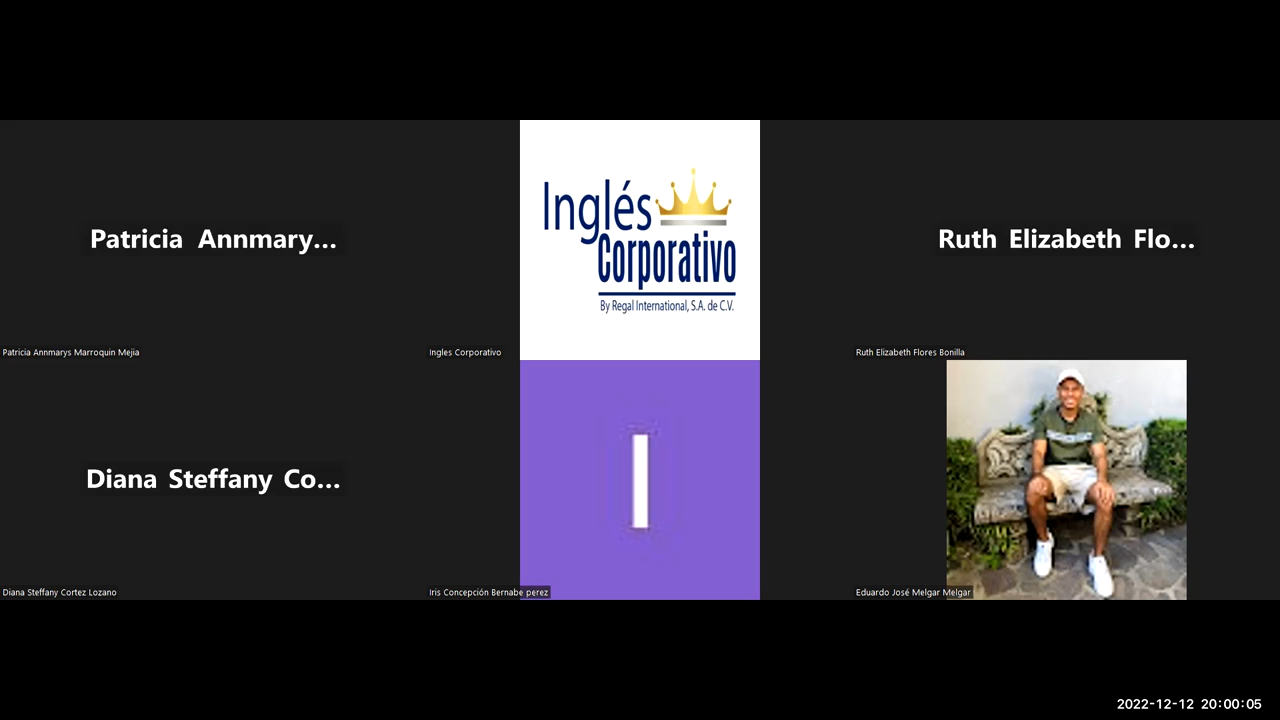 Patricia Annmary...
Inglés
Corporativo
By Regal International, S.A. de C.V.
Ruth Elizabeth Flo...
Patricia Annmarys Marroquin Mejia
Ingles Corporativo
Ruth Elizabeth Flores Bonilla
Diana Steffany Co...
I
Diana Steffany Cortez Lozano
Iris Concepción Bernabe perez
Eduardo José Melgar Melgar
2022-12-12 20:00:05